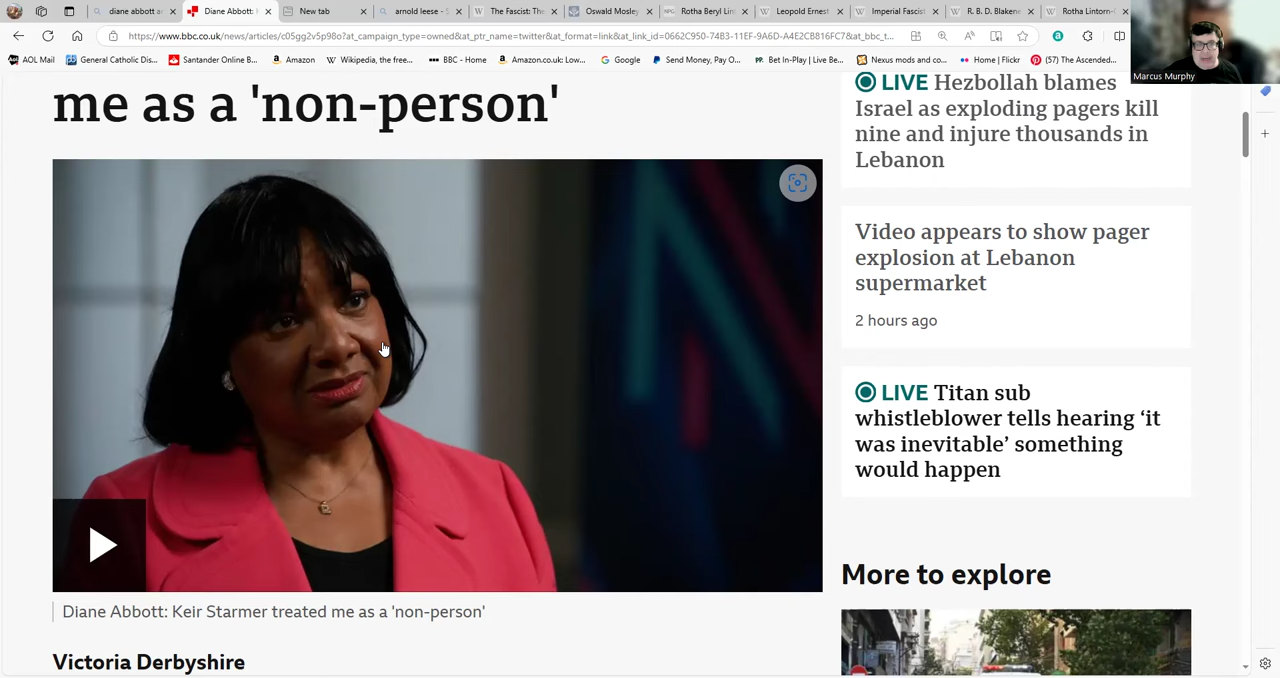 diane abbott ar
Diane Abbott: K
New tab
arnold leese - S
The Fascist: The
Oswald Mosley
Rotha Beryl Lin
Leopold Ernest
Imperial Fascis
R. B. D. Blakene
Rotha Lintorn-O
https://www.bbc.co.uk/news/articles/c05gg2v5p98o?at_campaign_type=owned&at_ptr_name=twitter&at_format=link&at_link_id=0662C950-74B3-11EF-9A6D-A4E2CB816FC7&at_bbc_t...
AOL Mail
General Catholic Dis...
Santander Online B...
Amazon
Wikipedia, the free...
BBC - Home
Amazon.co.uk: Low...
Google
Send Money, Pay O...
Bet In-Play | Live Be...
Nexus mods and co...
Home | Flickr
(57) The Ascended...
Marcus Murphy
me as a 'non-person'
Diane Abbott: Keir Starmer treated me as a 'non-person'
Victoria Derbyshire
LIVE Hezbollah blames
Israel as exploding pagers kill
nine and injure thousands in
Lebanon
Video appears to show pager
explosion at Lebanon
supermarket
2 hours ago
LIVE Titan sub
whistleblower tells hearing ‘it
was inevitable’ something
would happen
More to explore